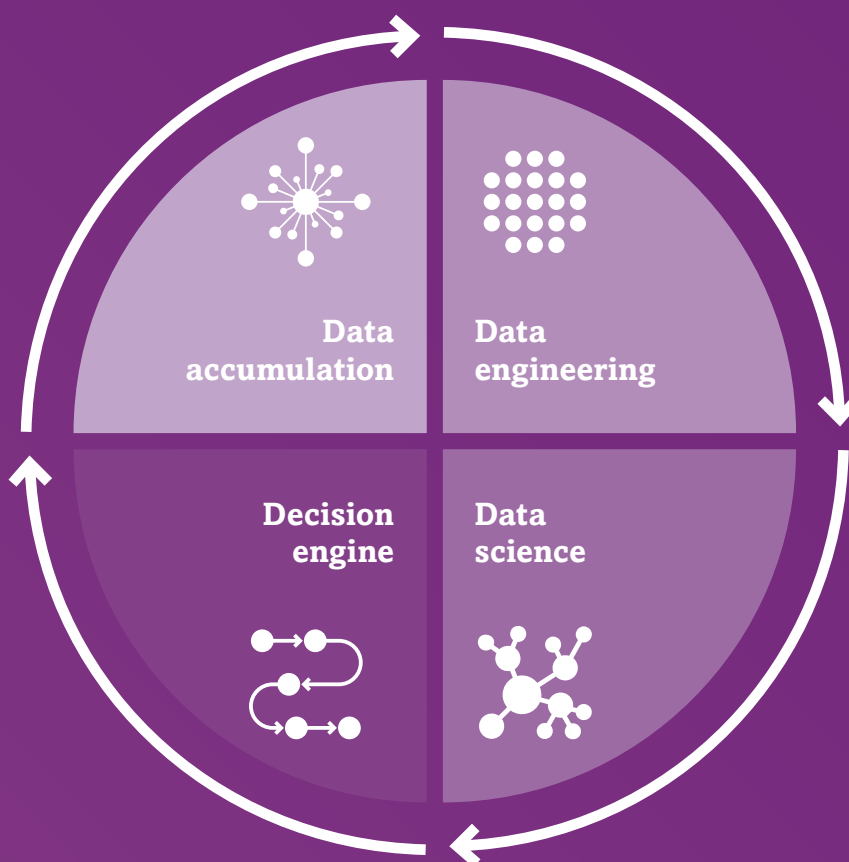 Data
accumulation
Data
engineering
Decision
engine
Data
science